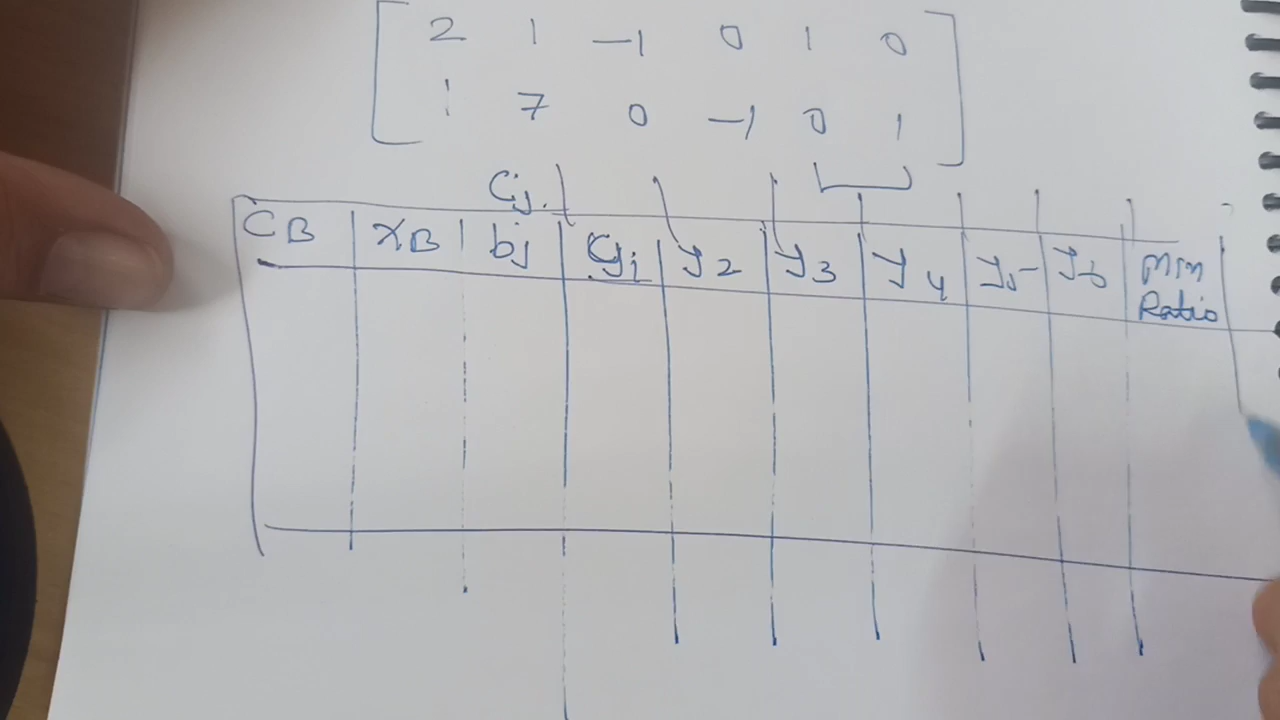 2 1 -1 0 1 0
1 7 0 -1 0 1
Cj.
CB XB bj y1 y2 y3 y4 y5 y6 Min
Ratio